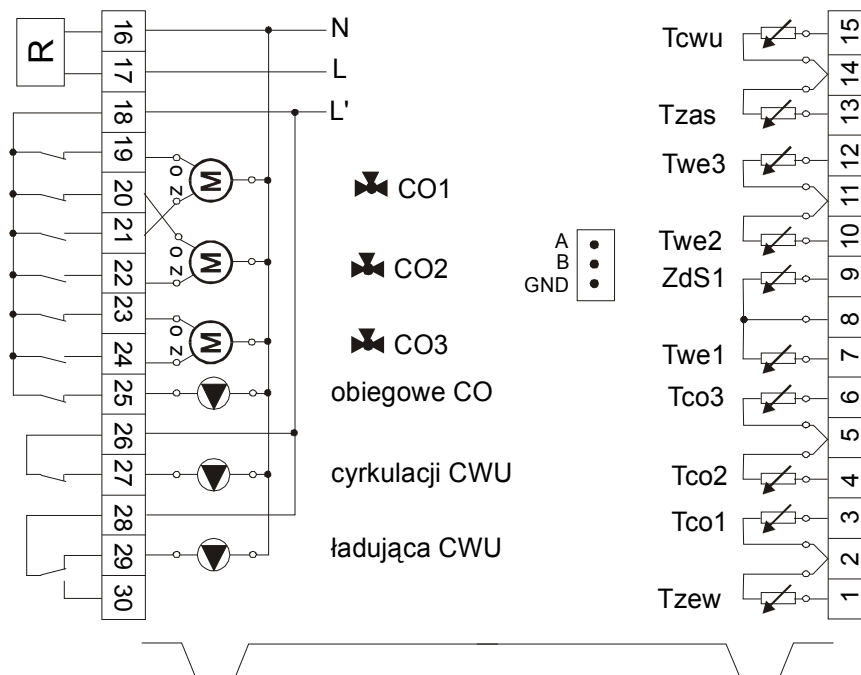 R
16
17
18
19
20
21
22
23
24
25
26
27
28
29
30
N
L
L'
O Z
M
O Z
M
O Z
M
CO1
CO2
CO3
obiegowe CO
cyrkulacji CWU
ładująca CWU
A
B
GND
Tcwu
Tzas
Twe3
Twe2
ZdS1
Twe1
Tco3
Tco2
Tco1
Tzew
15
14
13
12
11
10
9
8
7
6
5
4
3
2
1